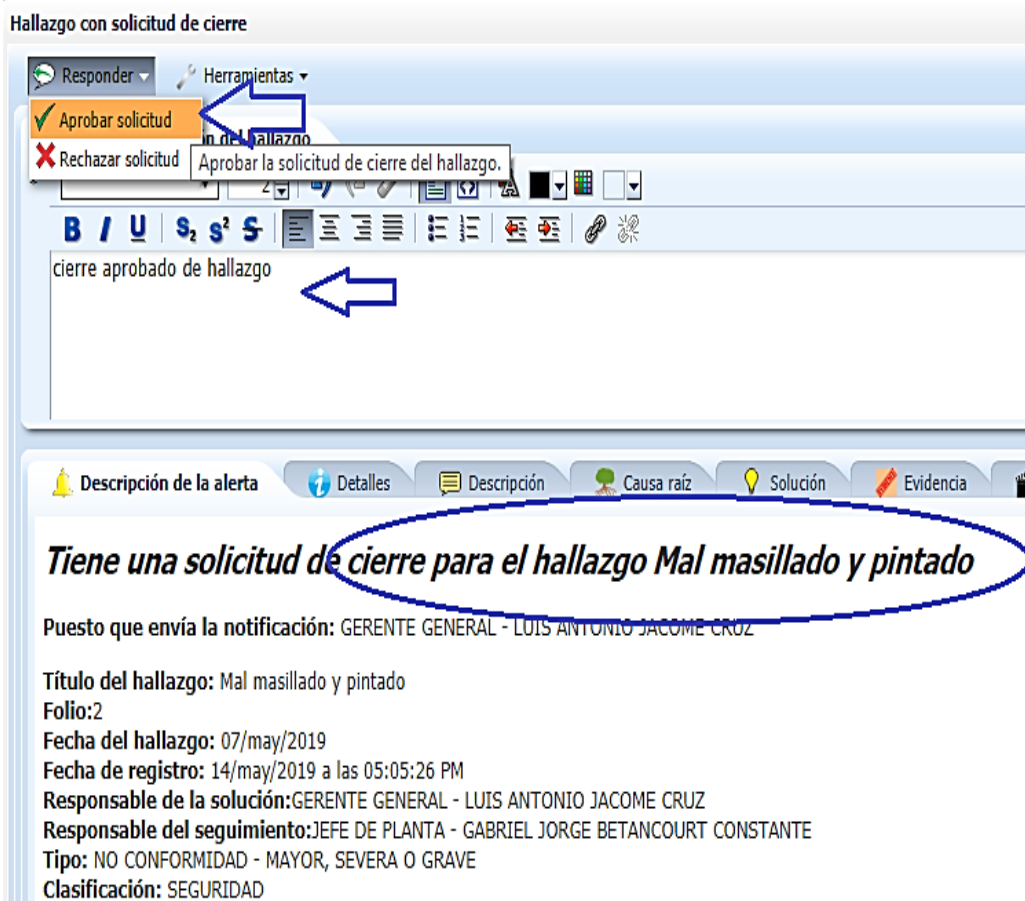 Hallazgo con solicitud de cierre
Responder Herramientas
Aprobar solicitud
n del hallazgo
Rechazar solicitud Aprobar la solicitud de cierre del hallazgo.
2
B I U S2 S2 S
cierre aprobado de hallazgo
Descripción de la alerta Detalles Descripción Causa raíz Solución Evidencia
Tiene una solicitud de cierre para el hallazgo Mal masillado y pintado
Puesto que envía la notificación: GERENTE GENERAL - LUIS ANTONIO JACOME CRUZ
Título del hallazgo: Mal masillado y pintado
Folio:2
Fecha del hallazgo: 07/may/2019
Fecha de registro: 14/may/2019 a las 05:05:26 PM
Responsable de la solución:GERENTE GENERAL - LUIS ANTONIO JACOME CRUZ
Responsable del seguimiento:JEFE DE PLANTA - GABRIEL JORGE BETANCOURT CONSTANTE
Tipo: NO CONFORMIDAD - MAYOR, SEVERA O GRAVE
Clasificación: SEGURIDAD